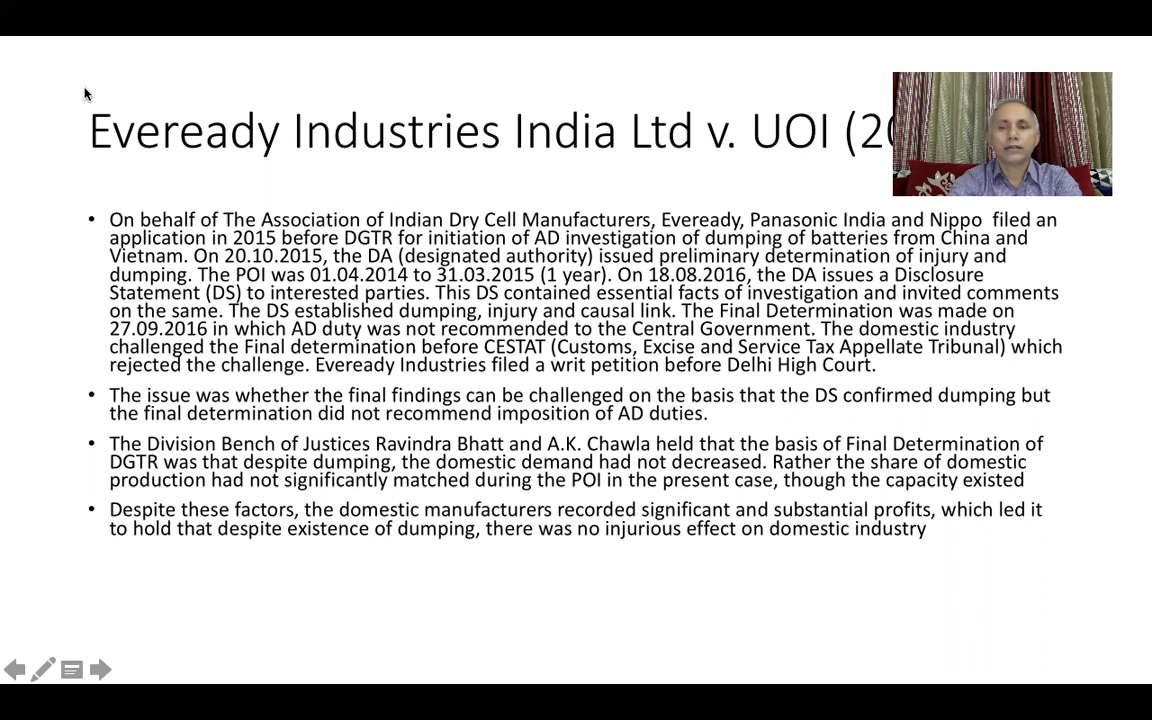 Eveready Industries India Ltd v. UOI (20
• On behalf of The Association of Indian Dry Cell Manufacturers, Eveready, Panasonic India and Nippo filed an
application in 2015 before DGTR for initiation of AD investigation of dumping of batteries from China and
Vietnam. On 20.10.2015, the DA (designated authority) issued preliminary determination of injury and
dumping. The POI was 01.04.2014 to 31.03.2015 (1 year). On 18.08.2016, the DA issues a Disclosure
Statement (DS) to interested parties. This DS contained essential facts of investigation and invited comments
on the same. The DS established dumping, injury and causal link. The Final Determination was made on
27.09.2016 in which AD duty was not recommended to the Central Government. The domestic industry
challenged the Final determination before CESTAT (Customs, Excise and Service Tax Appellate Tribunal) which
rejected the challenge. Eveready Industries filed a writ petition before Delhi High Court.
• The issue was whether the final findings can be challenged on the basis that the DS confirmed dumping but
the final determination did not recommend imposition of AD duties.
• The Division Bench of Justices Ravindra Bhatt and A.K. Chawla held that the basis of Final Determination of
DGTR was that despite dumping, the domestic demand had not decreased. Rather the share of domestic
production had not significantly matched during the POI in the present case, though the capacity existed
• Despite these factors, the domestic manufacturers recorded significant and substantial profits, which led it
to hold that despite existence of dumping, there was no injurious effect on domestic industry